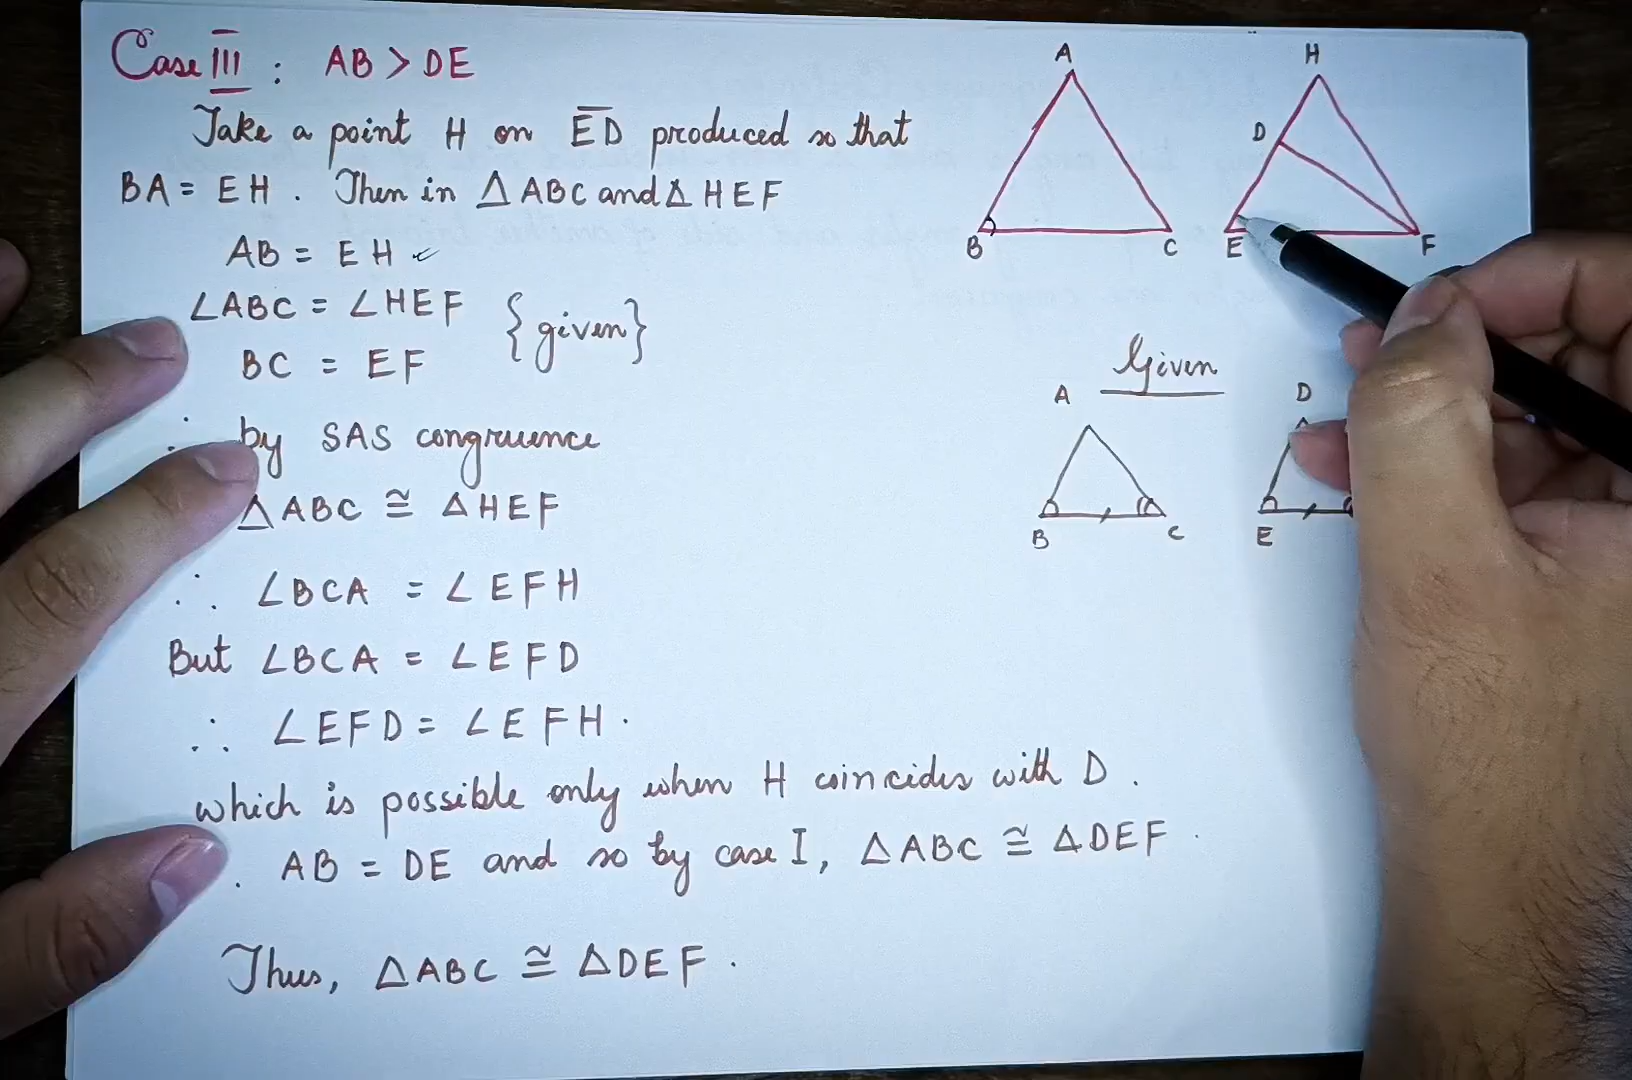 Case III : AB > DE
Take a point H on ED produced so that
BA = EH . Then in △ABC and △HEF
AB = EH ✓
∠ABC = ∠HEF {given}
BC = EF
∴ by SAS congruence
△ABC ≅ △HEF
∴ ∠BCA = ∠EFH
But ∠BCA = ∠EFD
∴ ∠EFD = ∠EFH .
which is possible only when H coincides with D .
AB = DE and so by case I, △ABC ≅ △DEF .
Thus, △ABC ≅ △DEF .
A
B
C
H
D
E
F
Given
A
B
C
D
E